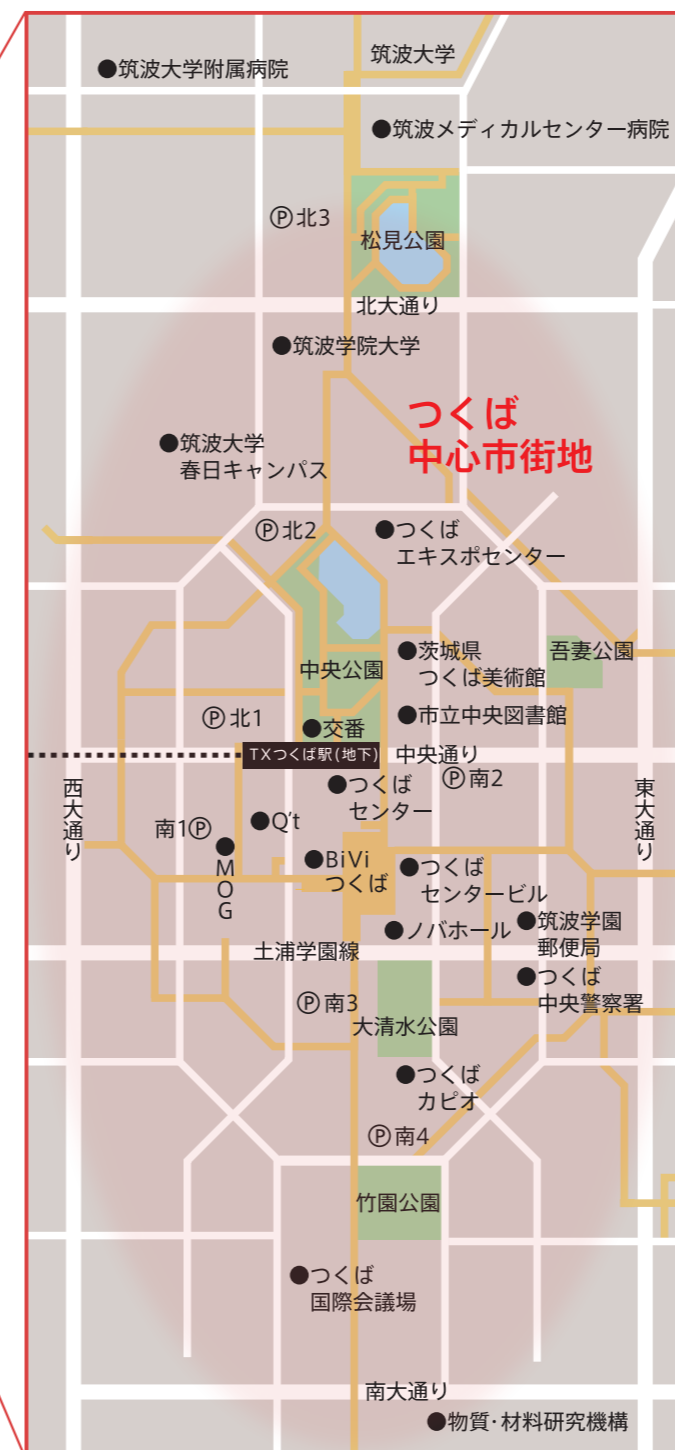 筑波大学
●筑波大学附属病院
●筑波メディカルセンター病院
Ⓟ北3
松見公園
北大通り
●筑波学院大学
つくば
中心市街地
●筑波大学
春日キャンパス
Ⓟ北2
●つくば
エキスポセンター
●茨城県
つくば美術館
吾妻公園
中央公園
Ⓟ北1
●交番
●市立中央図書館
TXつくば駅(地下)
中央通り
西大通り
●つくば
センター
Ⓟ南2
東大通り
南1Ⓟ
●Q't
●MOG
●BiVi
つくば
●つくば
センタービル
●ノバホール
●筑波学園
郵便局
土浦学園線
●つくば
中央警察署
Ⓟ南3
大清水公園
●つくば
カピオ
Ⓟ南4
竹園公園
●つくば
国際会議場
南大通り
●物質・材料研究機構